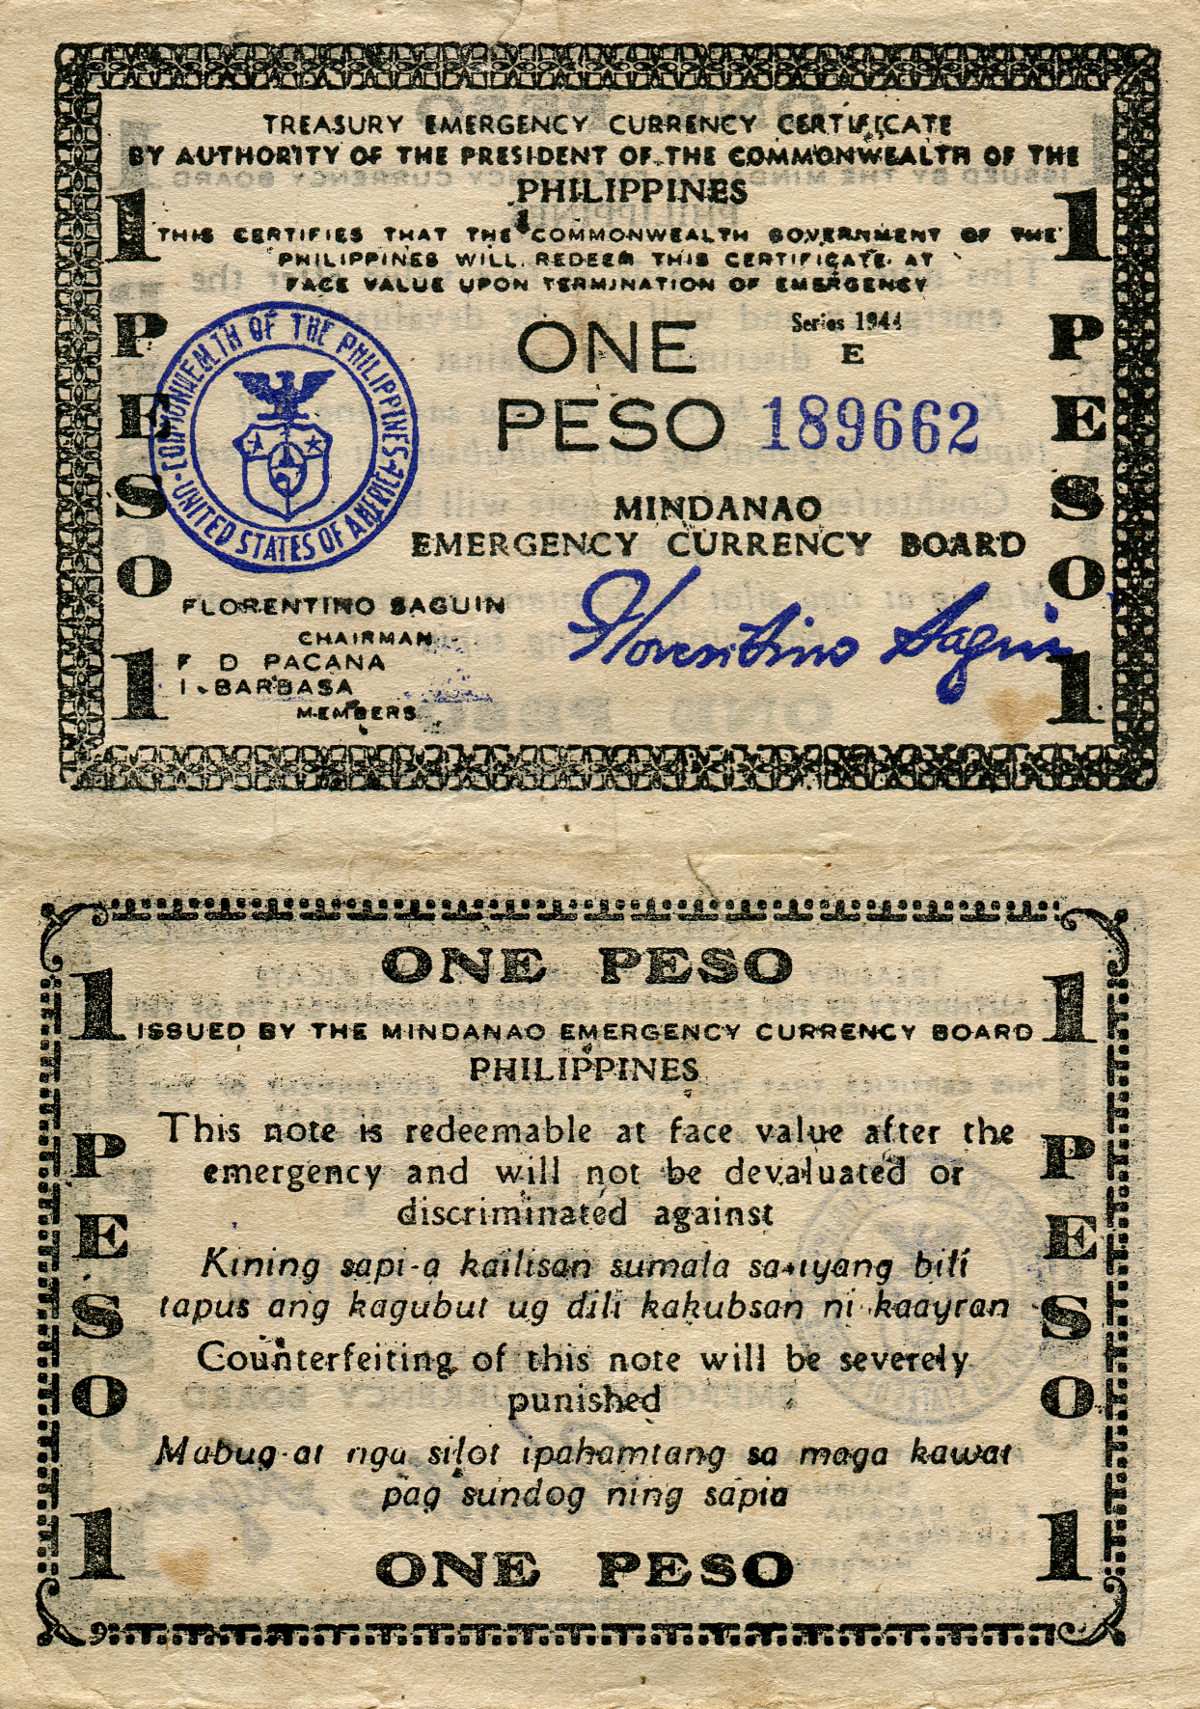 TREASURY EMERGENCY CURRENCY CERTIFICATE
BY AUTHORITY OF THE PRESIDENT OF THE COMMONWEALTH OF THE
PHILIPPINES
THIS CERTIFIES THAT THE COMMONWEALTH GOVERNMENT OF THE
PHILIPPINES WILL REDEEM THIS CERTIFICATE AT
FACE VALUE UPON TERMINATION OF EMERGENCY
1 PESO 1
COMMONWEALTH OF THE PHILIPPINES
UNITED STATES OF AMERICA
ONE
PESO
Series 1944
E
189662
MINDANAO
EMERGENCY CURRENCY BOARD
FLORENTINO SAGUIN
CHAIRMAN
F D PACANA
I. BARBASA
MEMBERS
Florentino Saguin
1 PESO 1
ONE PESO
ISSUED BY THE MINDANAO EMERGENCY CURRENCY BOARD
PHILIPPINES
1 PESO 1
This note is redeemable at face value after the
emergency and will not be devaluated or
discriminated against
Kining sapi-a kailisan sumala sa iyang bili
tapus ang kagubut ug dili kakubsan ni kaayran
Counterfeiting of this note will be severely
punished
Mabug-at nga silot ipahamtang sa maga kawat
pag sundog ning sapia
1 PESO 1
ONE PESO